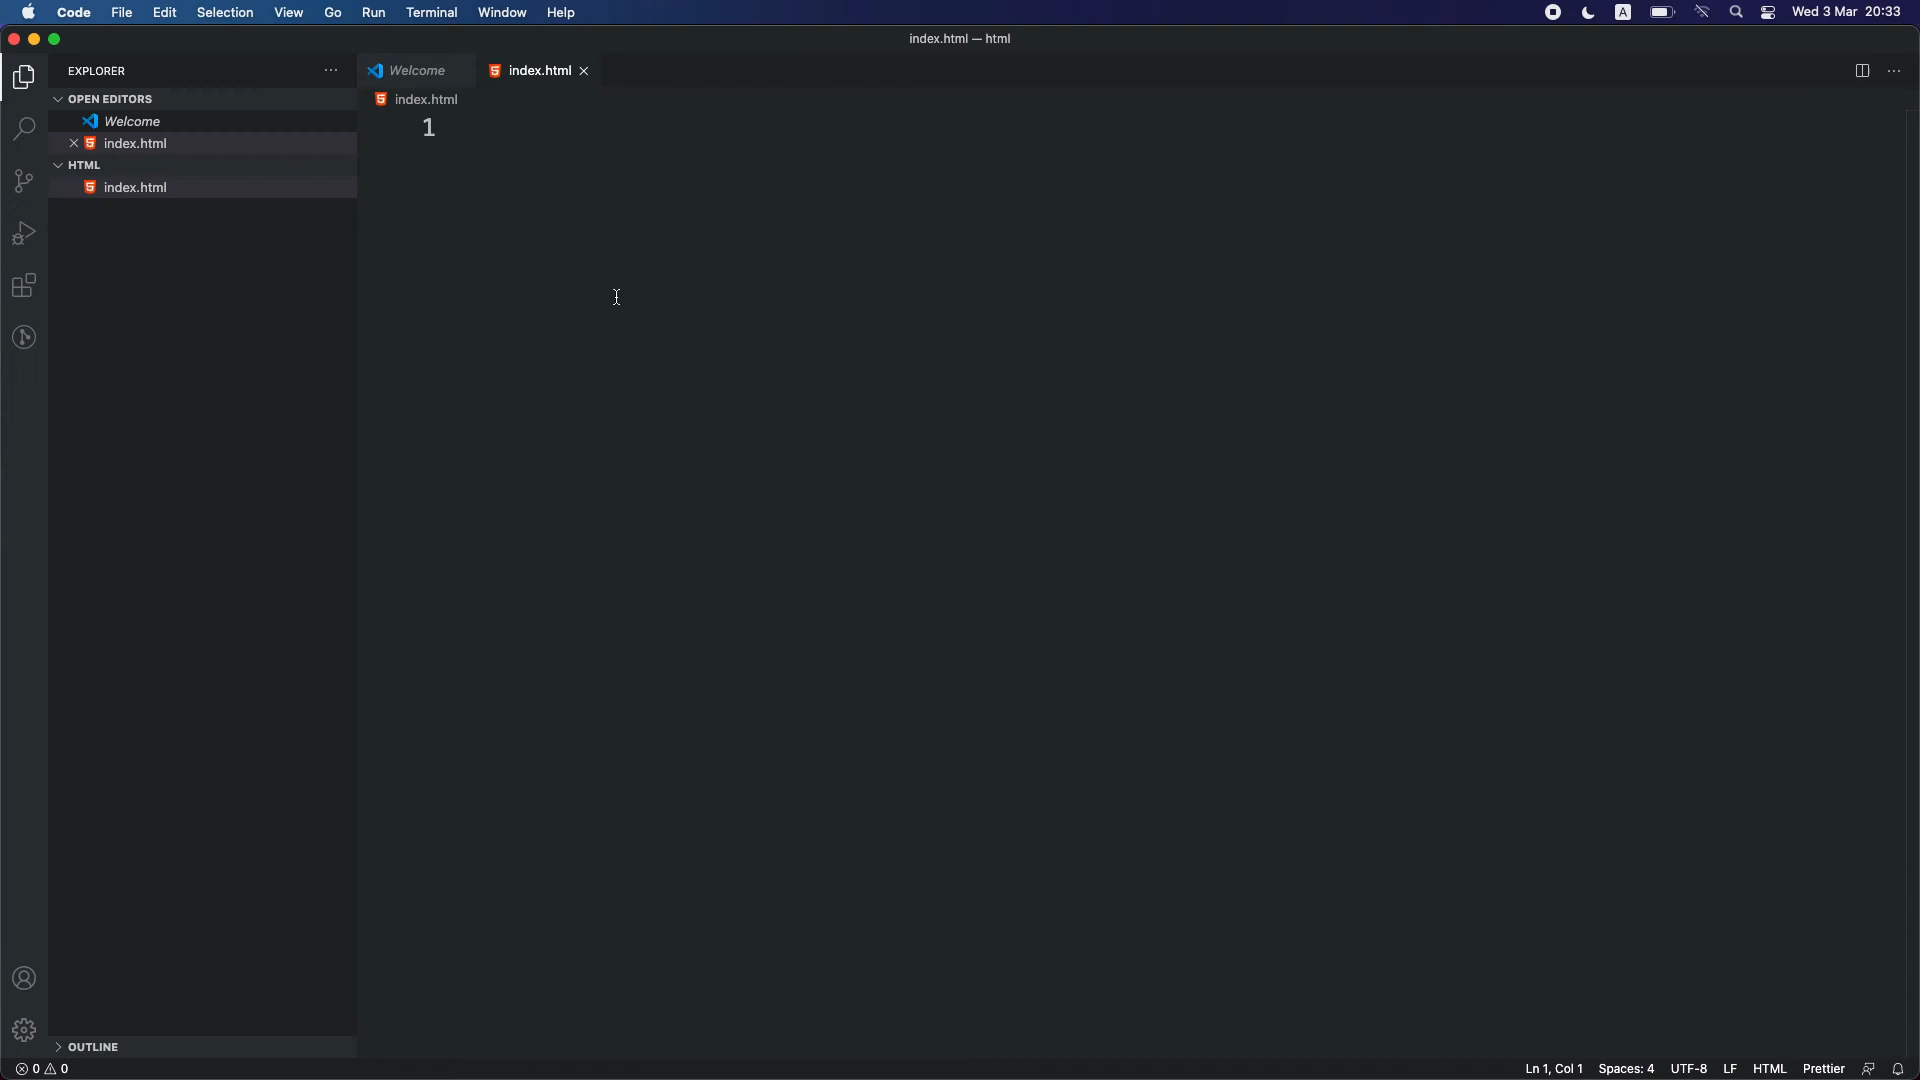 Code File Edit Selection View Go Run Terminal Window Help A Wed 3 Mar 20:33
index.html — html
EXPLORER ··· Welcome index.html ···
OPEN EDITORS index.html
Welcome
index.html
HTML
index.html
1
OUTLINE
0 0 Ln 1, Col 1 Spaces: 4 UTF-8 LF HTML Prettier